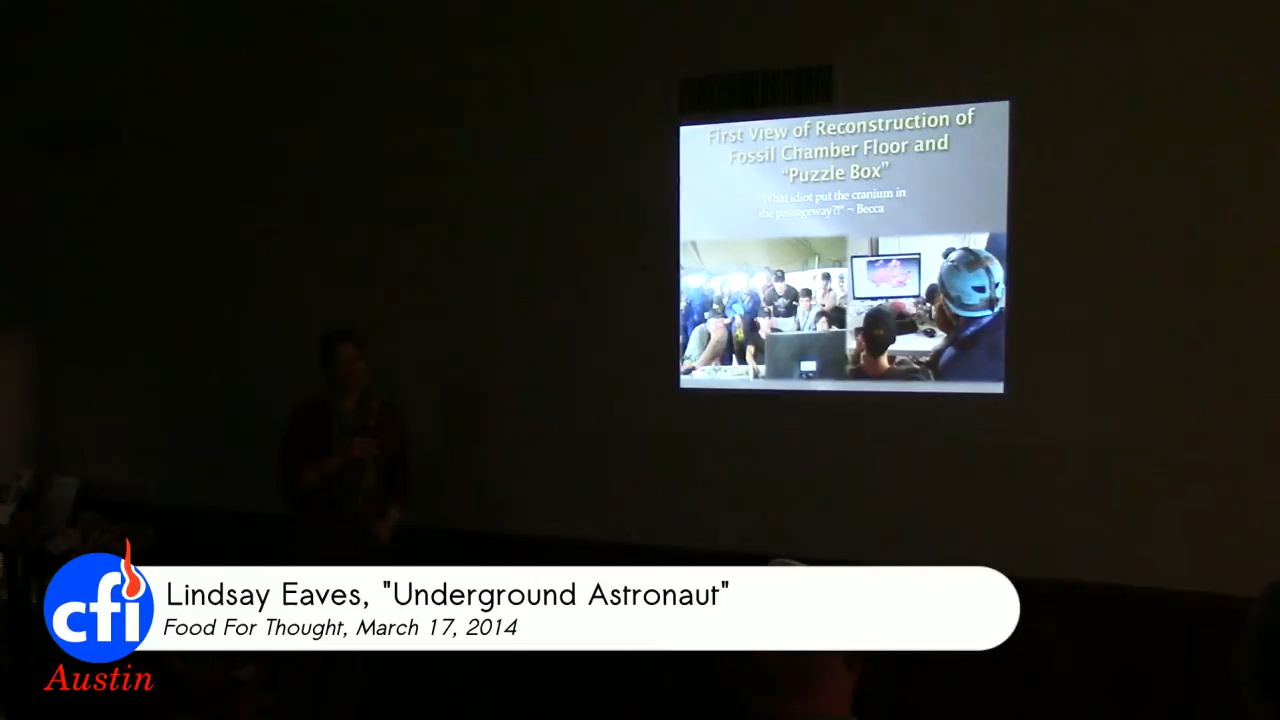 First View of Reconstruction of
Fossil Chamber Floor and
"Puzzle Box"
"What idiot put the cranium in
the passageway?!" ~ Becca
cfi
Lindsay Eaves, "Underground Astronaut"
Food For Thought, March 17, 2014
Austin